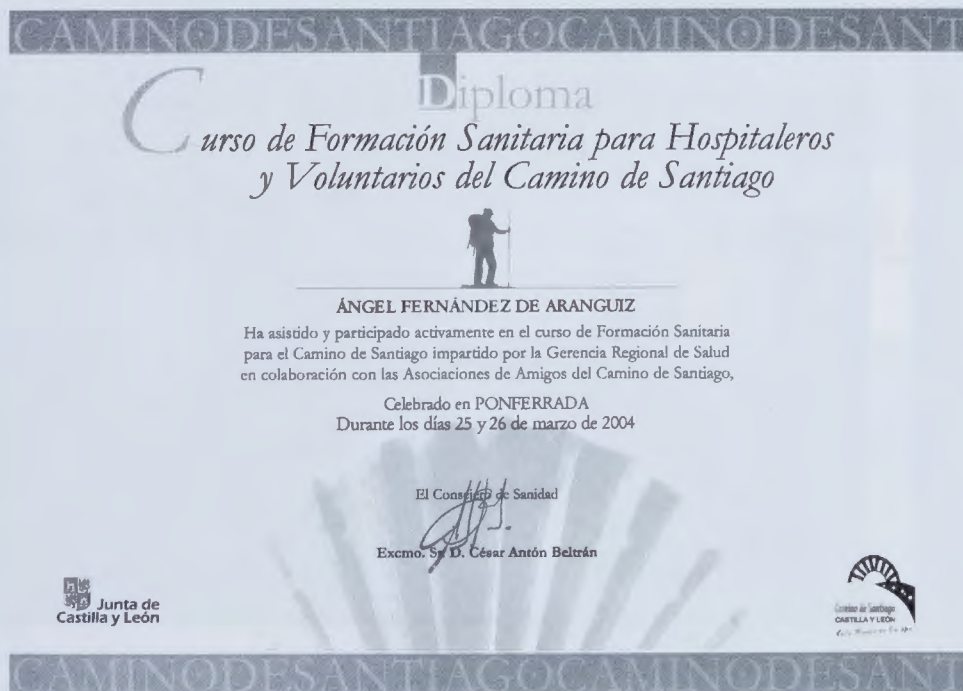 CAMINODESANTIAGOCAMINODESANT
Diploma
Curso de Formación Sanitaria para Hospitaleros
y Voluntarios del Camino de Santiago
ÁNGEL FERNÁNDEZ DE ARANGUIZ
Ha asistido y participado activamente en el curso de Formación Sanitaria
para el Camino de Santiago impartido por la Gerencia Regional de Salud
en colaboración con las Asociaciones de Amigos del Camino de Santiago,
Celebrado en PONFERRADA
Durante los días 25 y 26 de marzo de 2004
El Consejero de Sanidad
Excmo. Sr. D. César Antón Beltrán
Junta de
Castilla y León
Camino de Santiago
CASTILLA Y LEÓN
CAMINODESANTIAGOCAMINODESANT